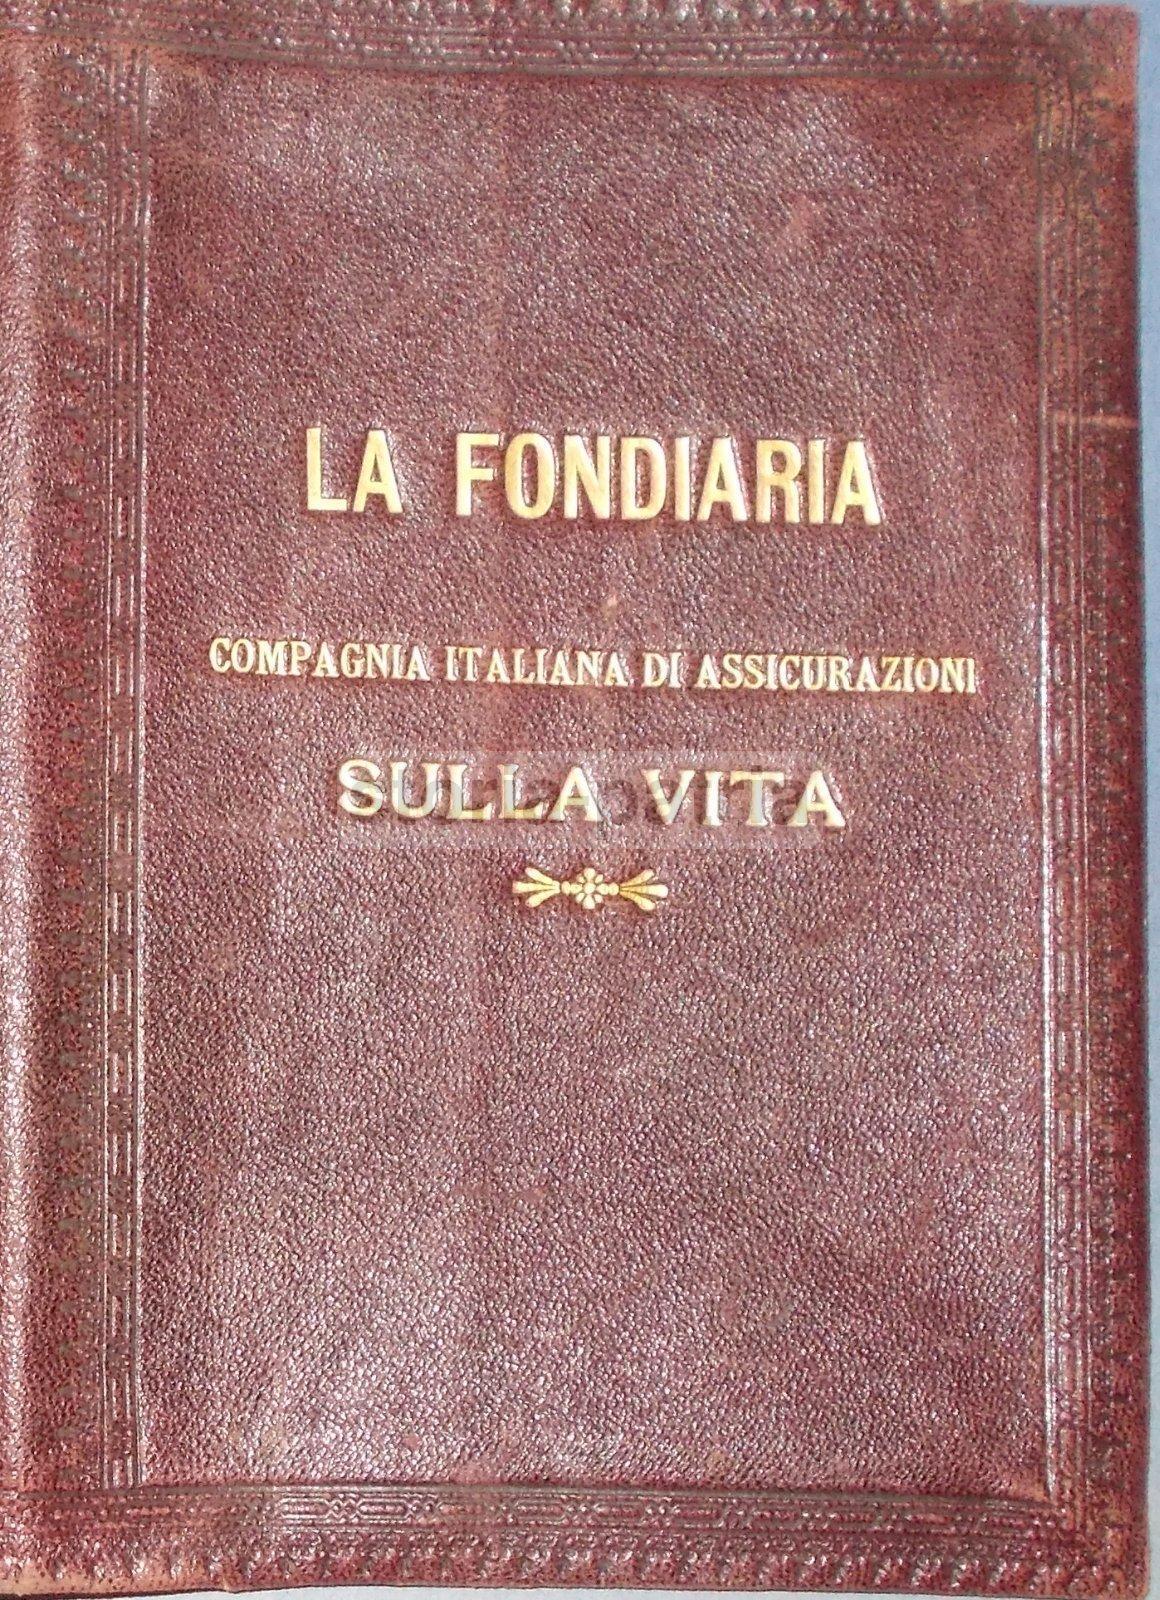 LA FONDIARIA
COMPAGNIA ITALIANA DI ASSICURAZIONI
SULLA VITA